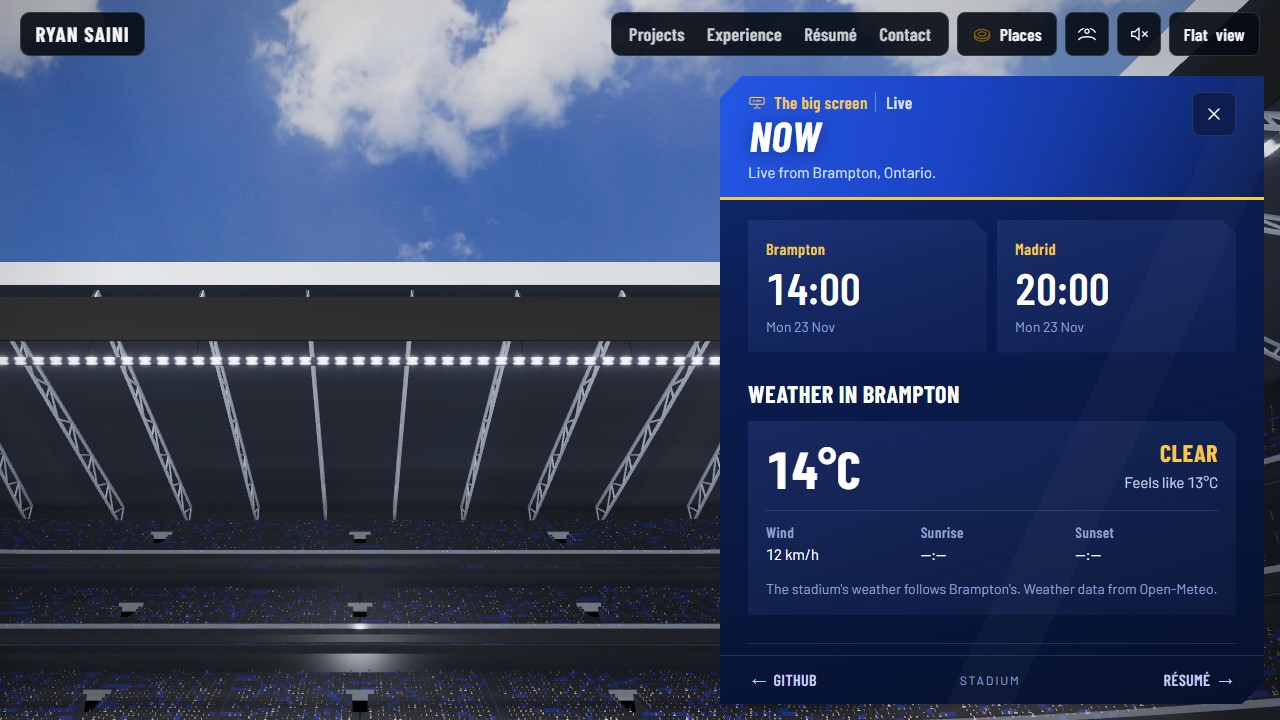 RYAN SAINI
Projects Experience Résumé Contact Places Flat view
The big screen Live
NOW
Live from Brampton, Ontario.
Brampton
14:00
Mon 23 Nov
Madrid
20:00
Mon 23 Nov
WEATHER IN BRAMPTON
14°C
CLEAR
Feels like 13°C
Wind
12 km/h
Sunrise
–:–
Sunset
–:–
The stadium's weather follows Brampton's. Weather data from Open-Meteo.
← GITHUB STADIUM RÉSUMÉ →